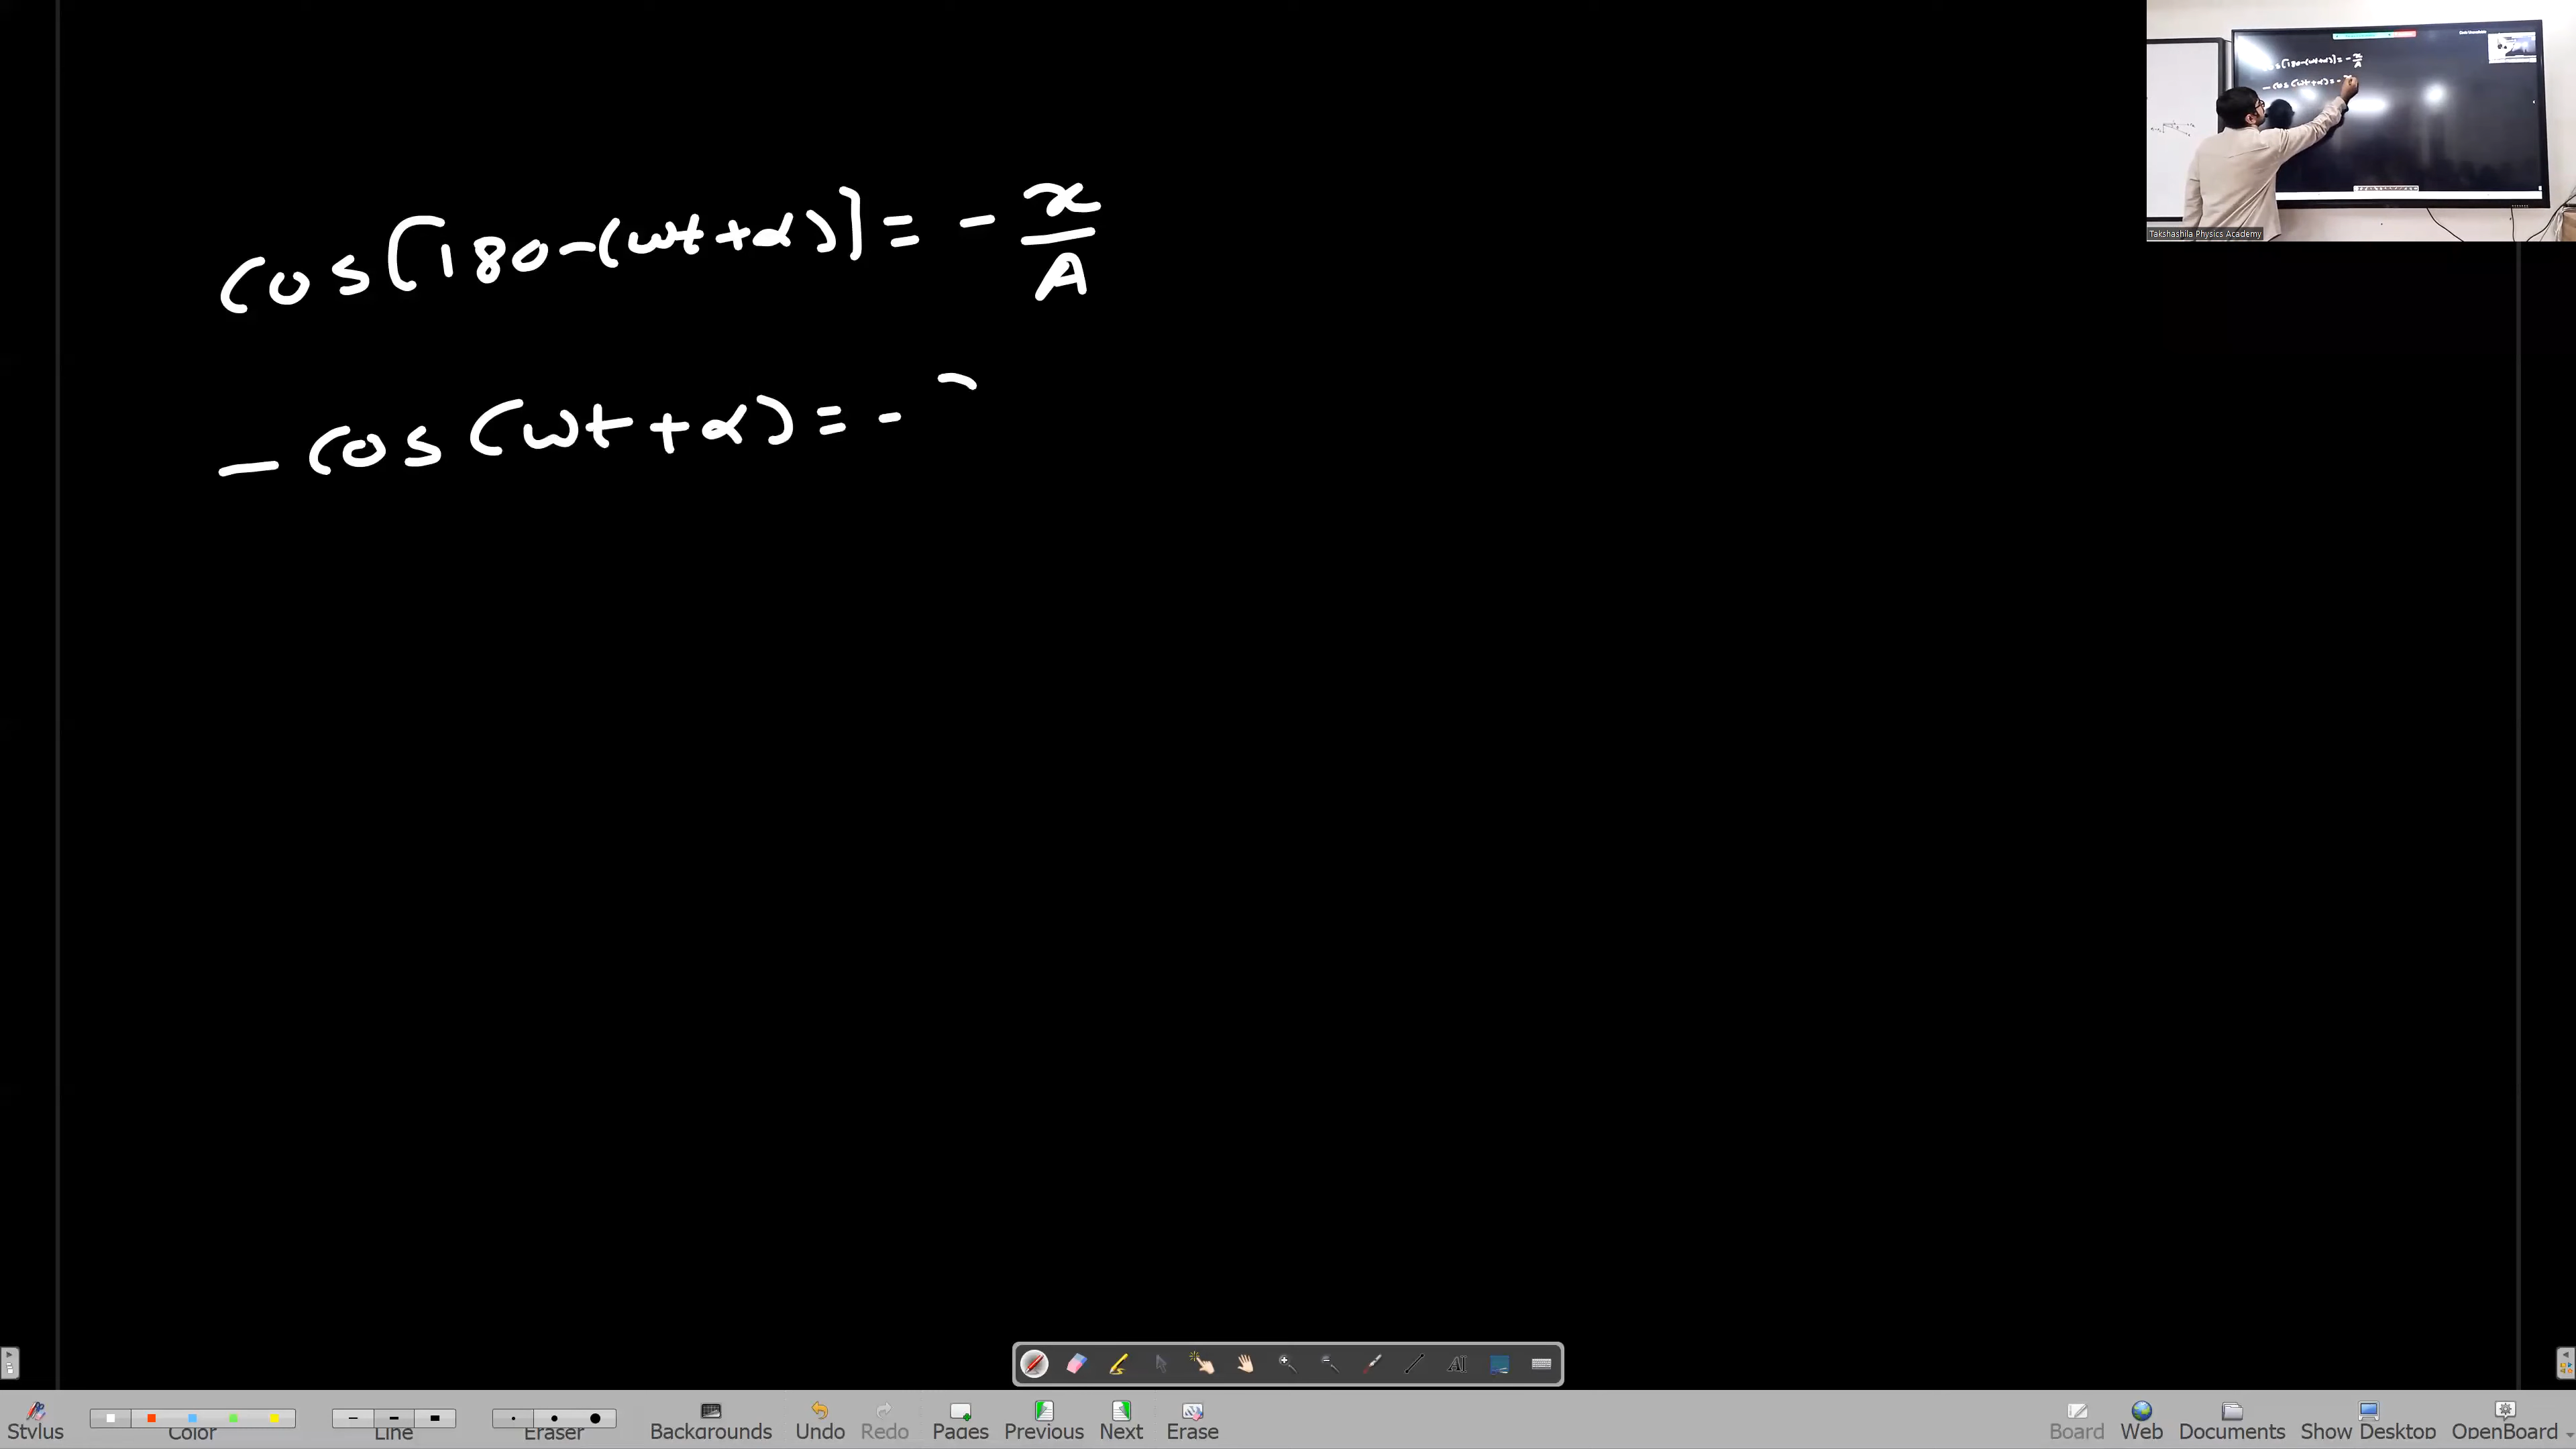 Takshashila Physics Academy
cos[180-(ωt+α)] = - x/A
- cos(ωt+α) = -
Stylus
Color
Line
Eraser
Backgrounds
Undo
Redo
Pages
Previous
Next
Erase
Board
Web
Documents
Show Desktop
OpenBoard